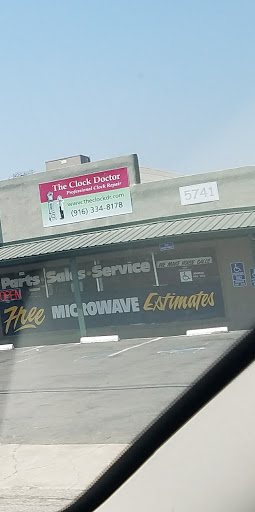 The Clock Doctor
Professional Clock Repair
www.theclockdr.com
(916) 334-8178
5741
Parts Sales Service
OPEN
Free MICROWAVE Estimates